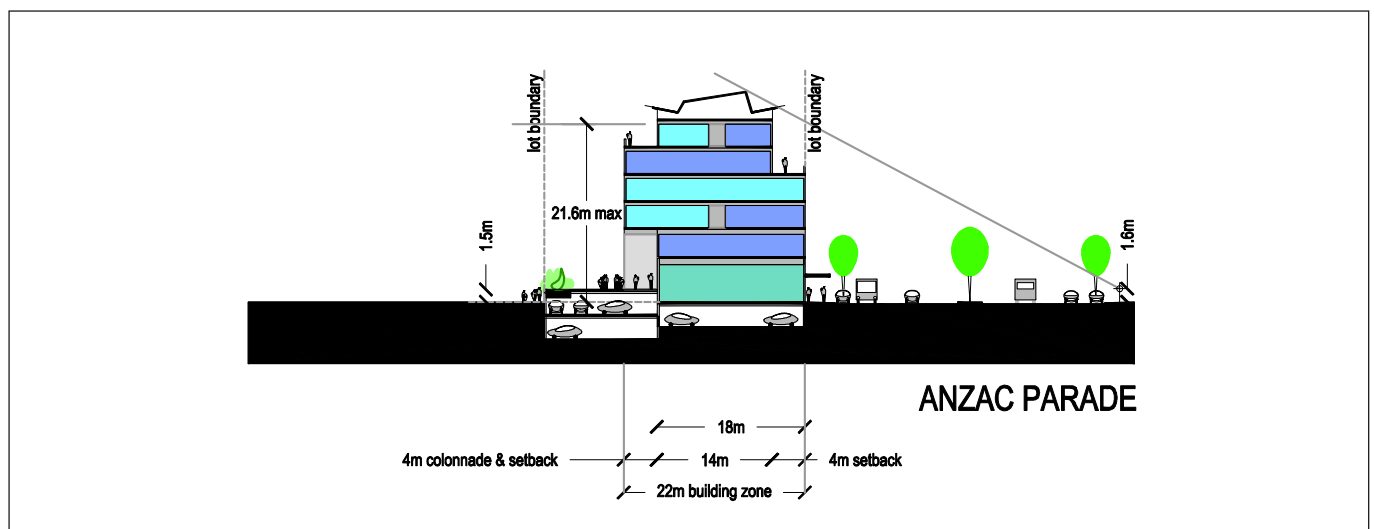 lot boundary
lot boundary
21.6m max
1.5m
1.6m
ANZAC PARADE
18m
4m colonnade & setback
14m
4m setback
22m building zone